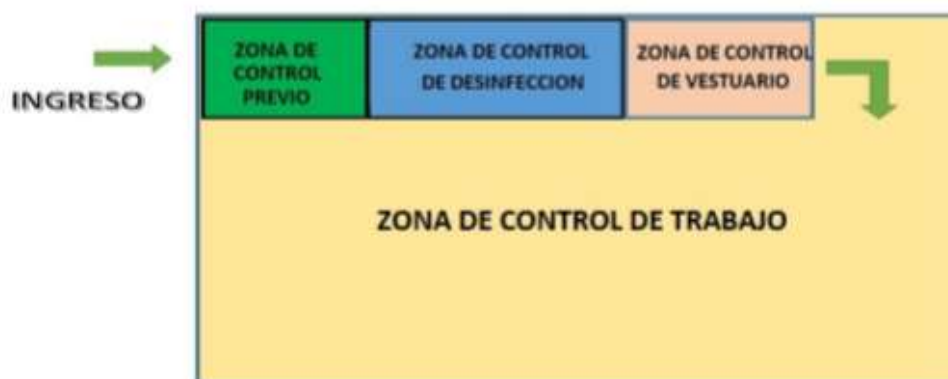 INGRESO
ZONA DE
CONTROL
PREVIO
ZONA DE CONTROL
DE DESINFECCION
ZONA DE CONTROL
DE VESTUARIO
ZONA DE CONTROL DE TRABAJO